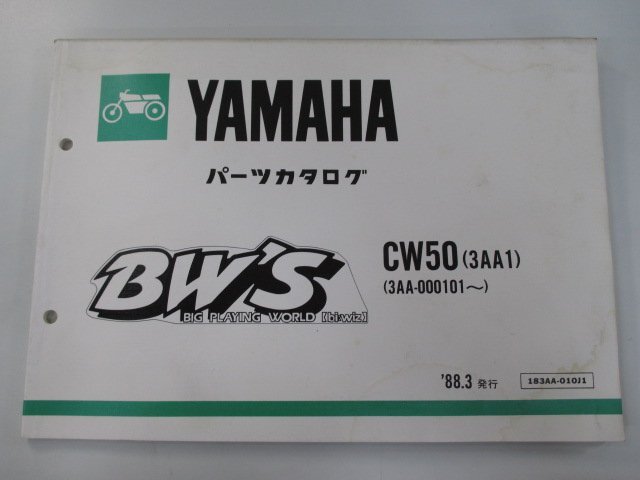 YAMAHA
パーツカタログ
BW'S
BIG PLAYING WORLD【bi:wiz】
CW50 (3AA1)
(3AA-000101～)
'88.3 発行
183AA-010J1